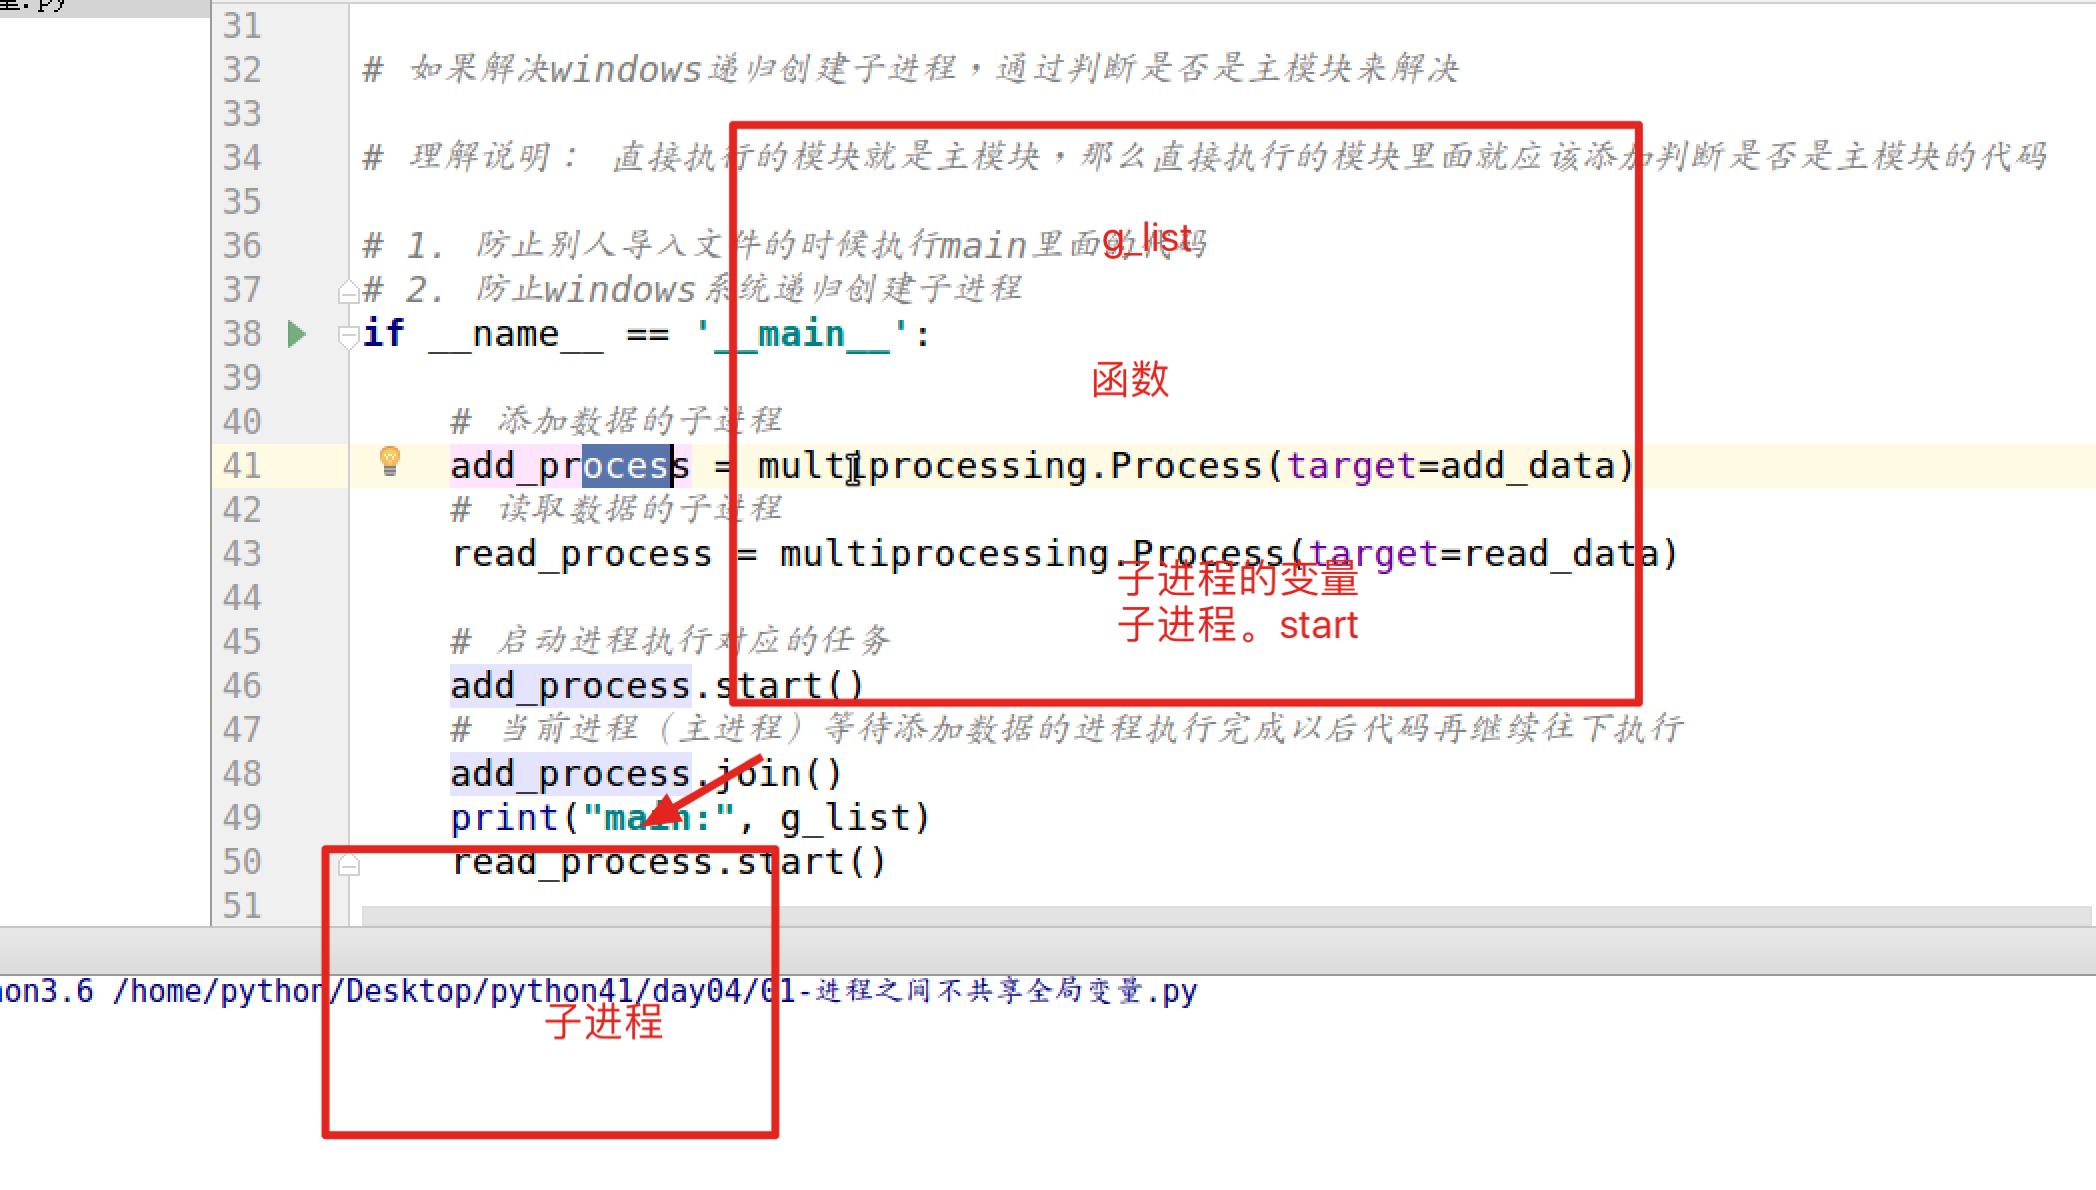 量.py
31
32 # 如果解决windows递归创建子进程，通过判断是否是主模块来解决
33
34 # 理解说明： 直接执行的模块就是主模块，那么直接执行的模块里面就应该添加判断是否是主模块的代码
35
36 # 1. 防止别人导入文件的时候执行main里面的代码
g_list
37 # 2. 防止windows系统递归创建子进程
38 if __name__ == '__main__':
39
函数
40 # 添加数据的子进程
41 add_process = multiprocessing.Process(target=add_data)
42 # 读取数据的子进程
43 read_process = multiprocessing.Process(target=read_data)
子进程的变量
44
子进程。start
45 # 启动进程执行对应的任务
46 add_process.start()
47 # 当前进程（主进程）等待添加数据的进程执行完成以后代码再继续往下执行
48 add_process.join()
49 print("main:", g_list)
50 read_process.start()
51
hon3.6 /home/python/Desktop/python41/day04/01-进程之间不共享全局变量.py
子进程